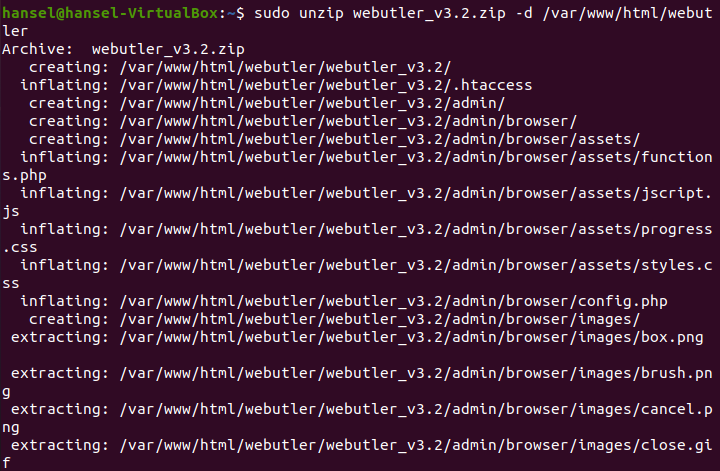 hansel@hansel-VirtualBox:~$ sudo unzip webutler_v3.2.zip -d /var/www/html/webut
ler
Archive:  webutler_v3.2.zip
   creating: /var/www/html/webutler/webutler_v3.2/
  inflating: /var/www/html/webutler/webutler_v3.2/.htaccess
   creating: /var/www/html/webutler/webutler_v3.2/admin/
   creating: /var/www/html/webutler/webutler_v3.2/admin/browser/
   creating: /var/www/html/webutler/webutler_v3.2/admin/browser/assets/
  inflating: /var/www/html/webutler/webutler_v3.2/admin/browser/assets/function
s.php
  inflating: /var/www/html/webutler/webutler_v3.2/admin/browser/assets/jscript.
js
  inflating: /var/www/html/webutler/webutler_v3.2/admin/browser/assets/progress
.css
  inflating: /var/www/html/webutler/webutler_v3.2/admin/browser/assets/styles.c
ss
  inflating: /var/www/html/webutler/webutler_v3.2/admin/browser/config.php
   creating: /var/www/html/webutler/webutler_v3.2/admin/browser/images/
 extracting: /var/www/html/webutler/webutler_v3.2/admin/browser/images/box.png
 extracting: /var/www/html/webutler/webutler_v3.2/admin/browser/images/brush.pn
g
 extracting: /var/www/html/webutler/webutler_v3.2/admin/browser/images/cancel.p
ng
 extracting: /var/www/html/webutler/webutler_v3.2/admin/browser/images/close.gi
f